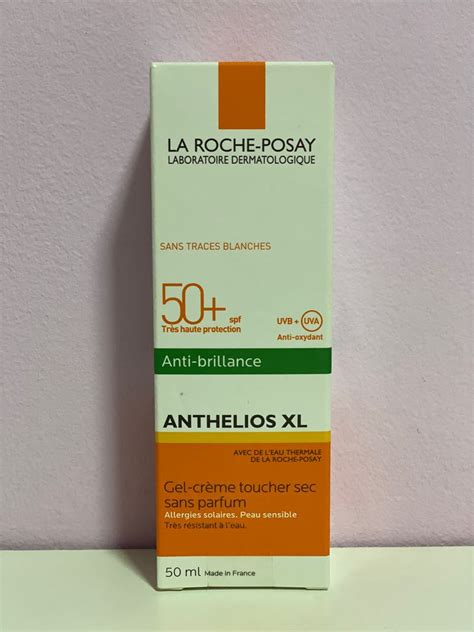 LA ROCHE-POSAY
LABORATOIRE DERMATOLOGIQUE
SANS TRACES BLANCHES
50+ spf
Très haute protection
UVB + UVA
Anti-oxydant
Anti-brillance
ANTHELIOS XL
AVEC DE L'EAU THERMALE
DE LA ROCHE-POSAY
Gel-crème toucher sec
sans parfum
Allergies solaires. Peau sensible
Très résistant à l'eau.
50 ml Made in France